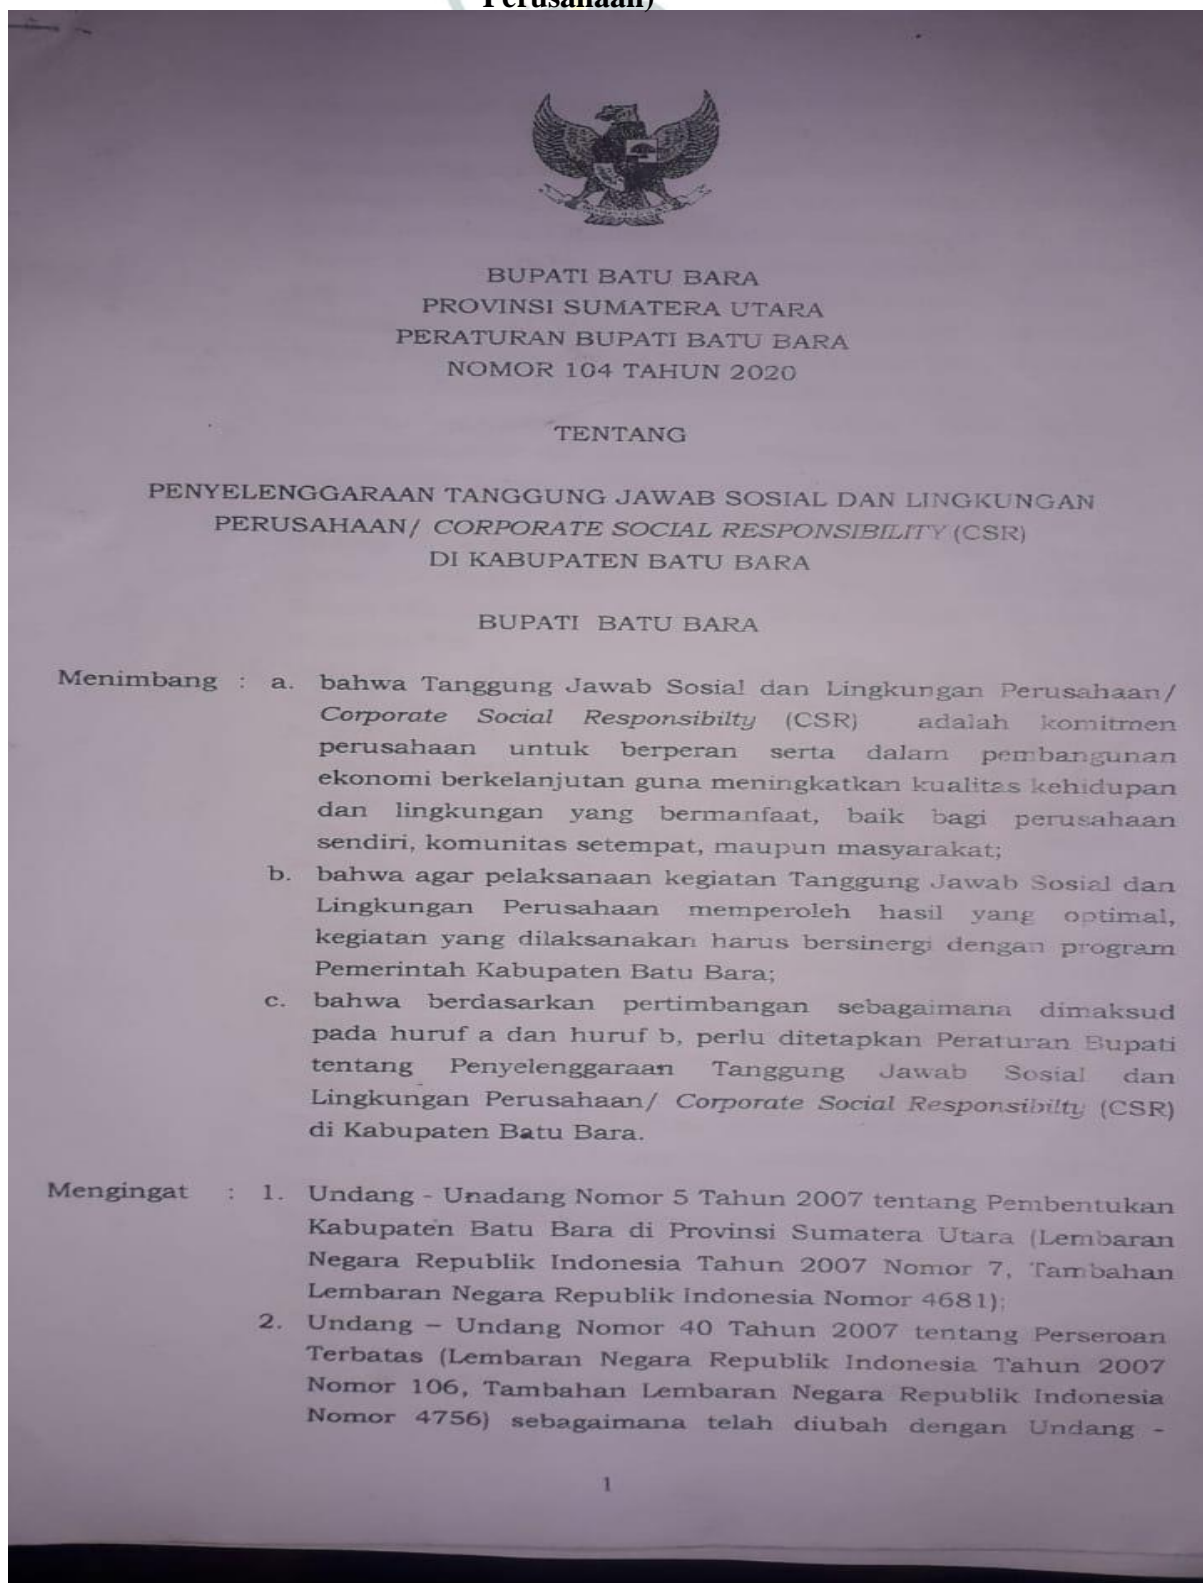 Perusahaan)
BUPATI BATU BARA
PROVINSI SUMATERA UTARA
PERATURAN BUPATI BATU BARA
NOMOR 104 TAHUN 2020
TENTANG
PENYELENGGARAAN TANGGUNG JAWAB SOSIAL DAN LINGKUNGAN
PERUSAHAAN/ CORPORATE SOCIAL RESPONSIBILITY (CSR)
DI KABUPATEN BATU BARA
BUPATI BATU BARA
Menimbang : a. bahwa Tanggung Jawab Sosial dan Lingkungan Perusahaan/
Corporate Social Responsibilty (CSR) adalah komitmen
perusahaan untuk berperan serta dalam pembangunan
ekonomi berkelanjutan guna meningkatkan kualitas kehidupan
dan lingkungan yang bermanfaat, baik bagi perusahaan
sendiri, komunitas setempat, maupun masyarakat;
b. bahwa agar pelaksanaan kegiatan Tanggung Jawab Sosial dan
Lingkungan Perusahaan memperoleh hasil yang optimal,
kegiatan yang dilaksanakan harus bersinergi dengan program
Pemerintah Kabupaten Batu Bara;
c. bahwa berdasarkan pertimbangan sebagaimana dimaksud
pada huruf a dan huruf b, perlu ditetapkan Peraturan Bupati
tentang Penyelenggaraan Tanggung Jawab Sosial dan
Lingkungan Perusahaan/ Corporate Social Responsibilty (CSR)
di Kabupaten Batu Bara.
Mengingat : 1. Undang - Unadang Nomor 5 Tahun 2007 tentang Pembentukan
Kabupaten Batu Bara di Provinsi Sumatera Utara (Lembaran
Negara Republik Indonesia Tahun 2007 Nomor 7, Tambahan
Lembaran Negara Republik Indonesia Nomor 4681);
2. Undang – Undang Nomor 40 Tahun 2007 tentang Perseroan
Terbatas (Lembaran Negara Republik Indonesia Tahun 2007
Nomor 106, Tambahan Lembaran Negara Republik Indonesia
Nomor 4756) sebagaimana telah diubah dengan Undang -
1